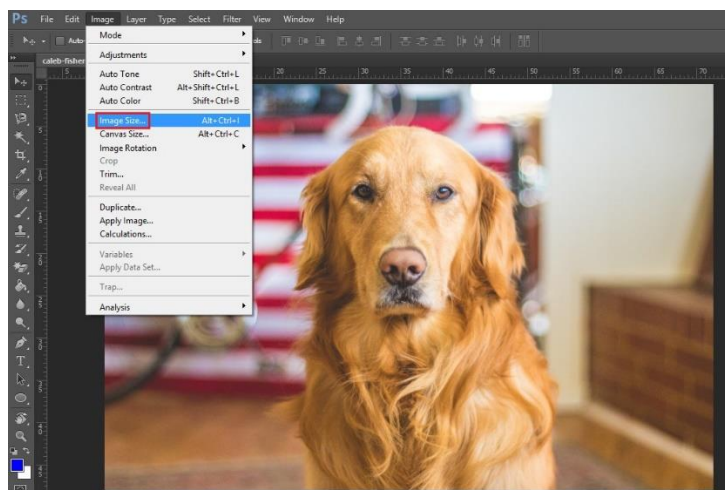 Ps File Edit Image Layer Type Select Filter View Window Help
Mode
Adjustments
Auto Tone Shift+Ctrl+L
Auto Contrast Alt+Shift+Ctrl+L
Auto Color Shift+Ctrl+B
Image Size... Alt+Ctrl+I
Canvas Size... Alt+Ctrl+C
Image Rotation
Crop
Trim...
Reveal All
Duplicate...
Apply Image...
Calculations...
Variables
Apply Data Set...
Trap...
Analysis
caleb-fisher
5 20 25 30 35 40 45 50 55 60 65 70